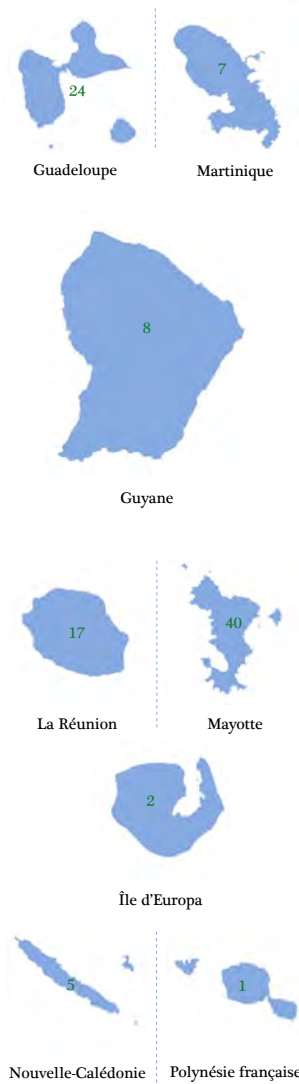 24
7
Guadeloupe
Martinique
8
Guyane
17
40
La Réunion
Mayotte
2
Île d'Europa
5
1
Nouvelle-Calédonie
Polynésie française